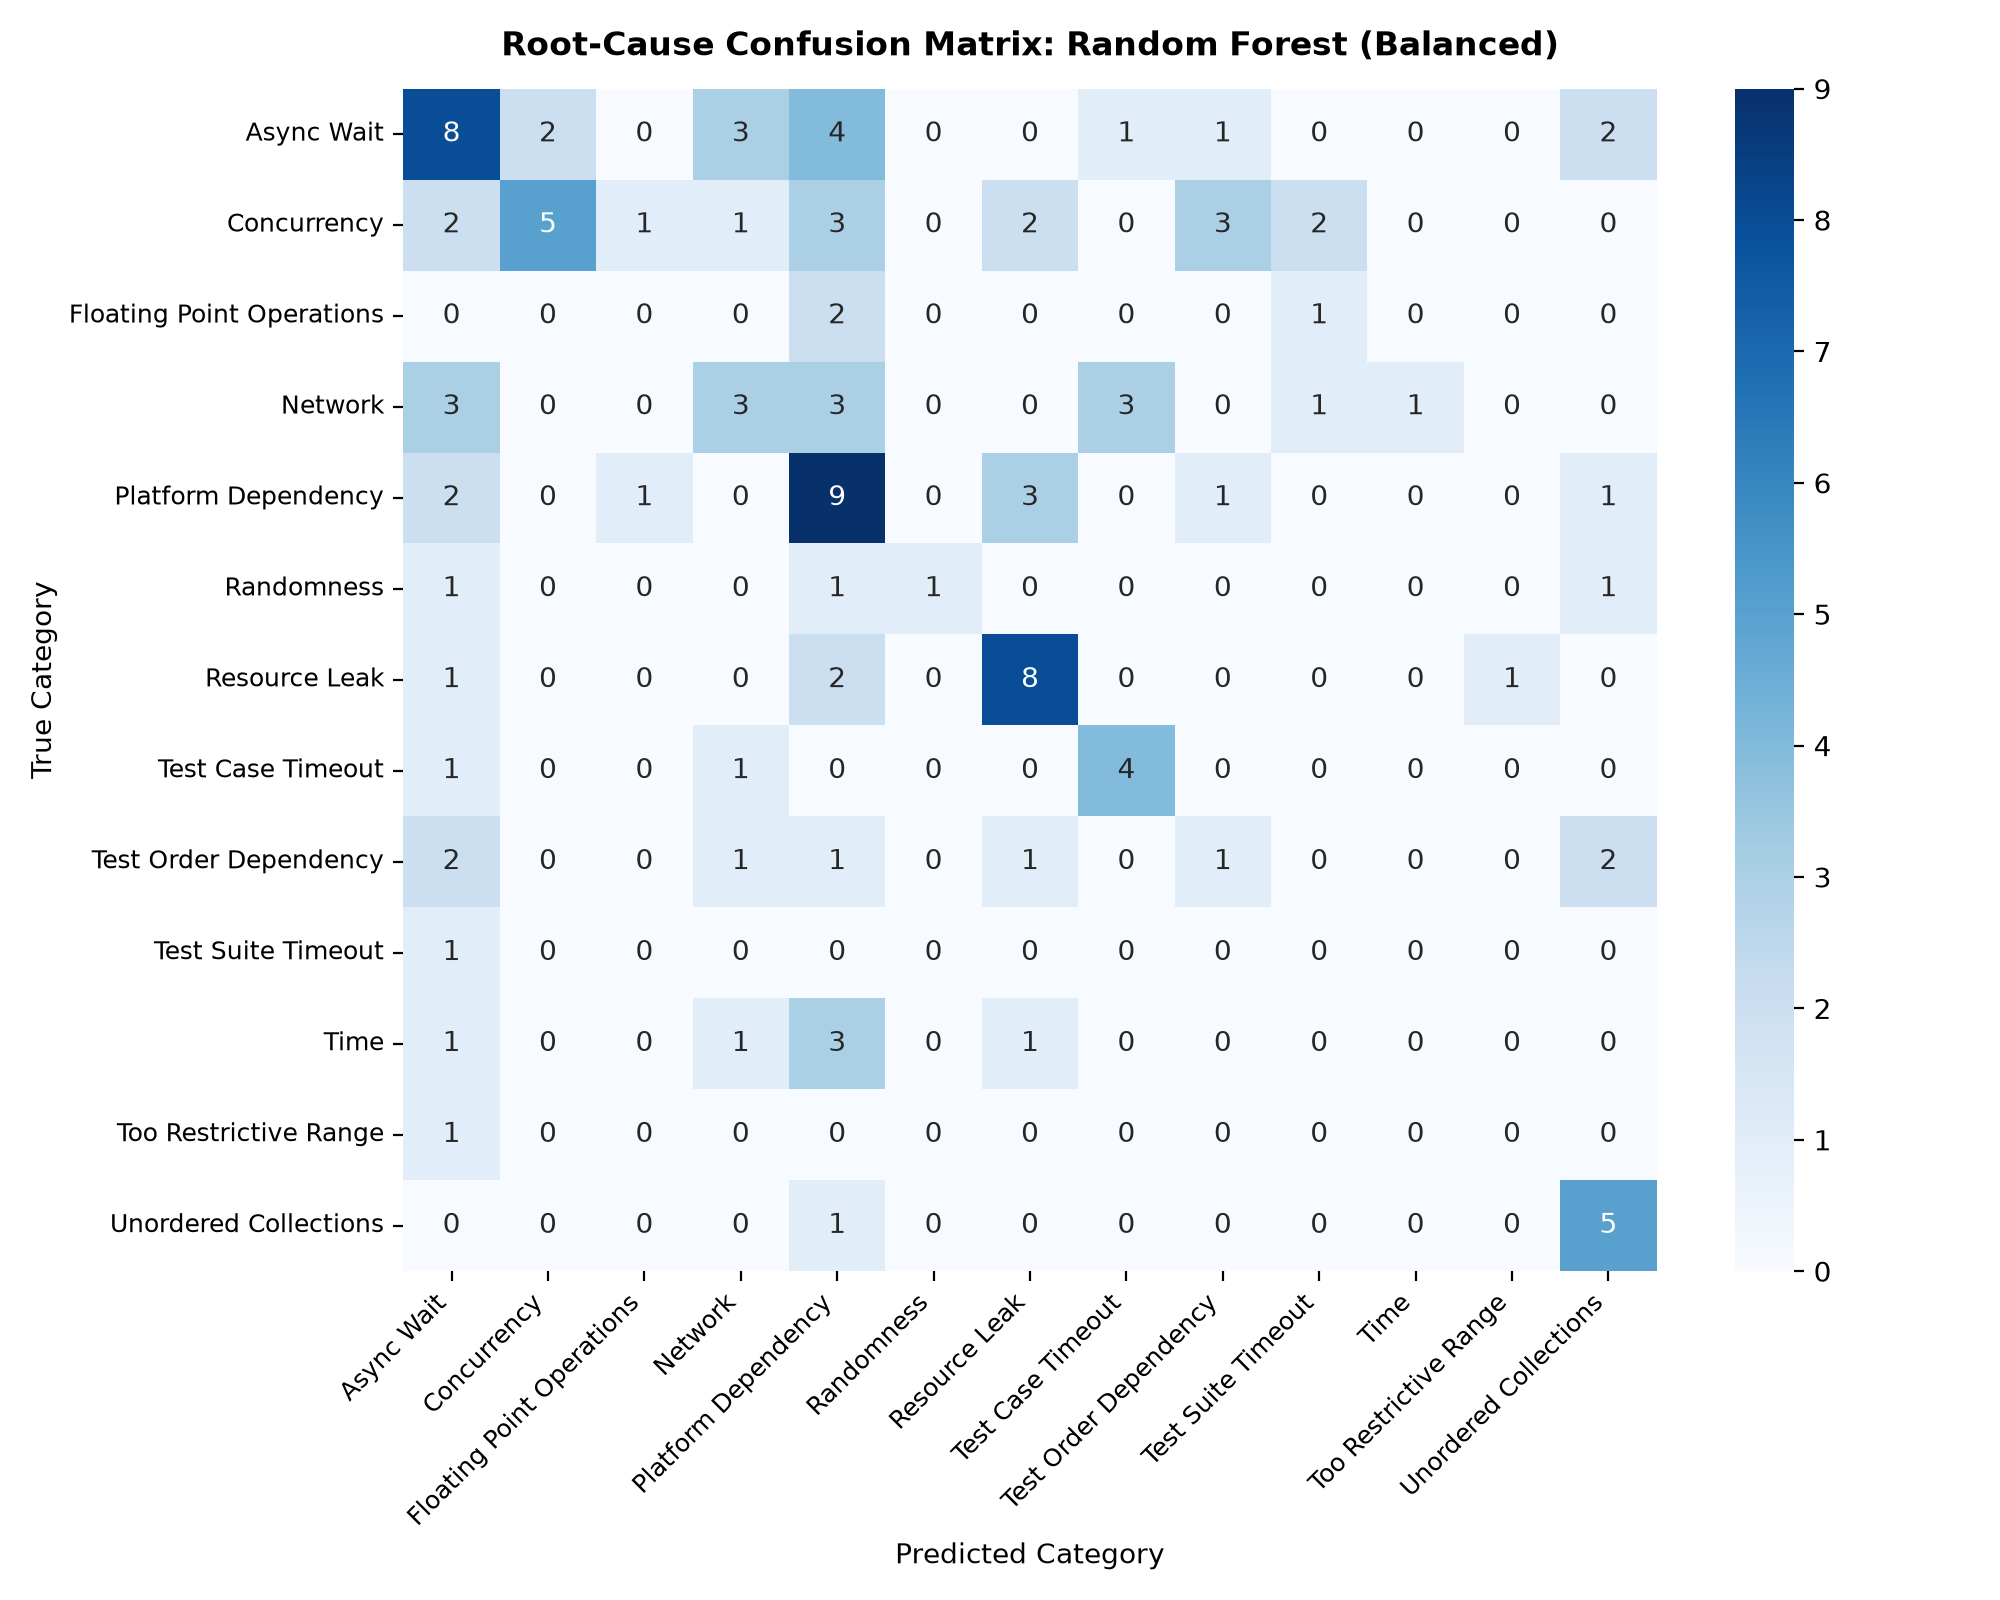 Root-Cause Confusion Matrix: Random Forest (Balanced)
Async Wait 8 2 0 3 4 0 0 1 1 0 0 0 2
Concurrency 2 5 1 1 3 0 2 0 3 2 0 0 0
Floating Point Operations 0 0 0 0 2 0 0 0 0 1 0 0 0
Network 3 0 0 3 3 0 0 3 0 1 1 0 0
Platform Dependency 2 0 1 0 9 0 3 0 1 0 0 0 1
Randomness 1 0 0 0 1 1 0 0 0 0 0 0 1
Resource Leak 1 0 0 0 2 0 8 0 0 0 0 1 0
Test Case Timeout 1 0 0 1 0 0 0 4 0 0 0 0 0
Test Order Dependency 2 0 0 1 1 0 1 0 1 0 0 0 2
Test Suite Timeout 1 0 0 0 0 0 0 0 0 0 0 0 0
Time 1 0 0 1 3 0 1 0 0 0 0 0 0
Too Restrictive Range 1 0 0 0 0 0 0 0 0 0 0 0 0
Unordered Collections 0 0 0 0 1 0 0 0 0 0 0 0 5
True Category
Async Wait
Concurrency
Floating Point Operations
Network
Platform Dependency
Randomness
Resource Leak
Test Case Timeout
Test Order Dependency
Test Suite Timeout
Time
Too Restrictive Range
Unordered Collections
Predicted Category
9
8
7
6
5
4
3
2
1
0